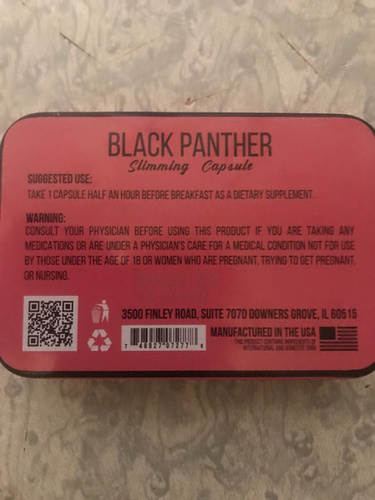 BLACK PANTHER
Slimming Capsule
SUGGESTED USE:
TAKE 1 CAPSULE HALF AN HOUR BEFORE BREAKFAST AS A DIETARY SUPPLEMENT.
WARNING:
CONSULT YOUR PHYSICIAN BEFORE USING THIS PRODUCT IF YOU ARE TAKING ANY
MEDICATIONS OR ARE UNDER A PHYSICIAN'S CARE FOR A MEDICAL CONDITION NOT FOR USE
BY THOSE UNDER THE AGE OF 18 OR WOMEN WHO ARE PREGNANT, TRYING TO GET PREGNANT,
OR NURSING.
3500 FINLEY ROAD, SUITE 7070 DOWNERS GROVE, IL 60515
MANUFACTURED IN THE USA
THIS PRODUCT CONTAINS INGREDIENTS OF
INTERNATIONAL AND DOMESTIC ORIGIN